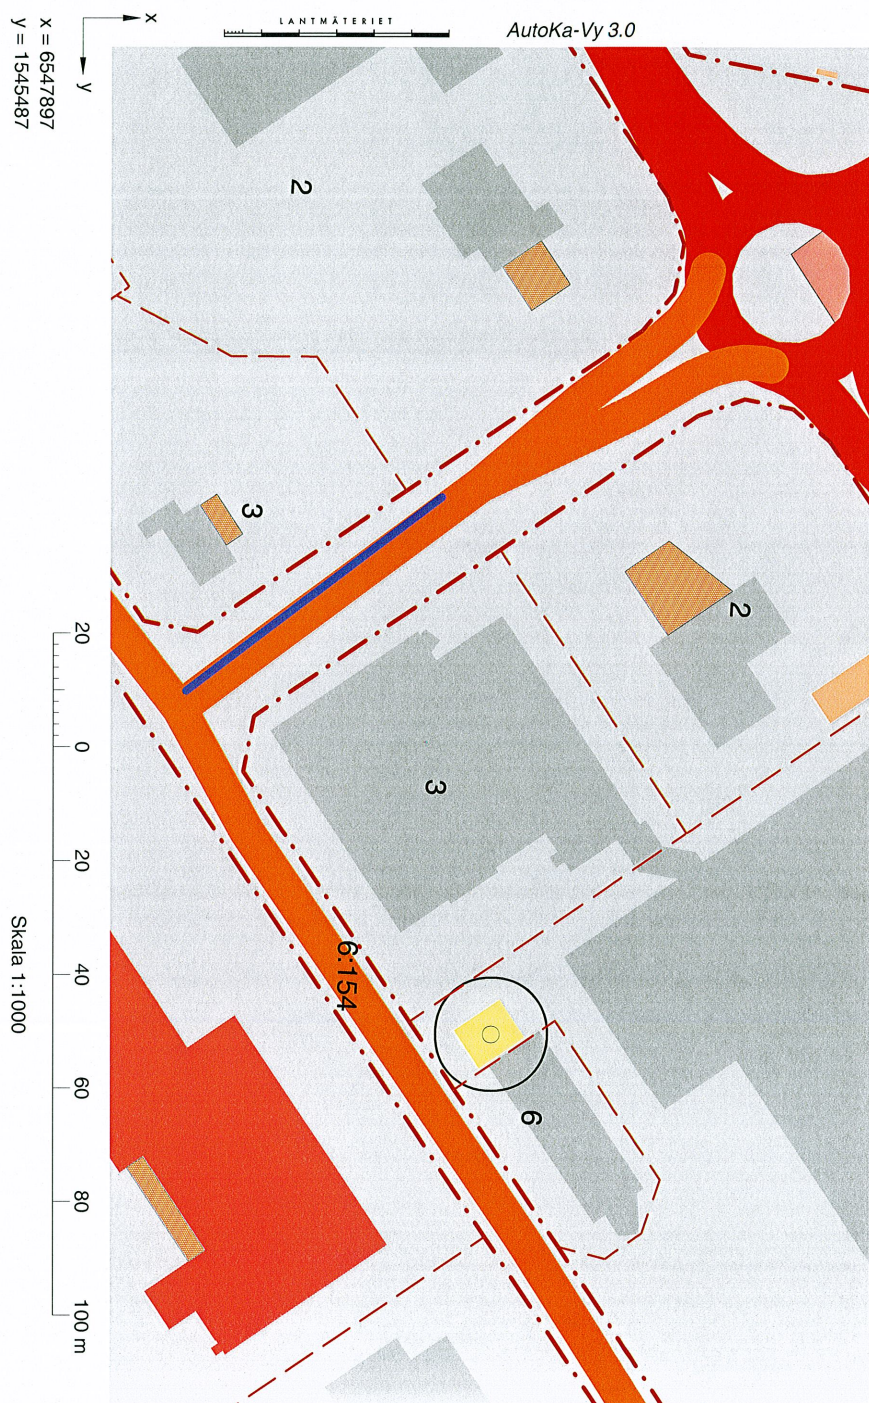 LANTMÄTERIET
AutoKa-Vy 3.0
x
y
x = 6547897
y = 1545487
2
3
2
3
6:154
6
20
0
20
40
60
80
100 m
Skala 1:1000